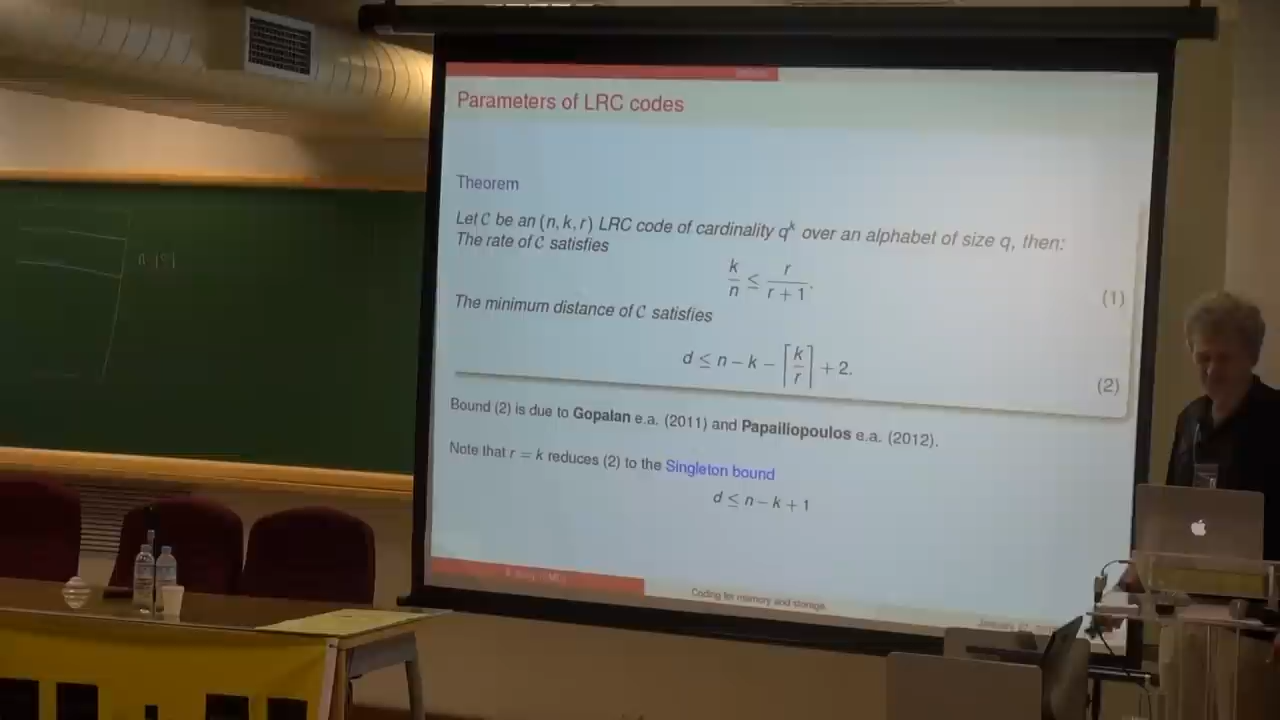 Parameters of LRC codes
Theorem
Let C be an (n, k, r) LRC code of cardinality q^k over an alphabet of size q, then:
The rate of C satisfies
k/n ≤ r/(r + 1). (1)
The minimum distance of C satisfies
d ≤ n − k − ⌈k/r⌉ + 2. (2)
Bound (2) is due to Gopalan e.a. (2011) and Papailiopoulos e.a. (2012).
Note that r = k reduces (2) to the Singleton bound
d ≤ n − k + 1
Coding for memory and storage